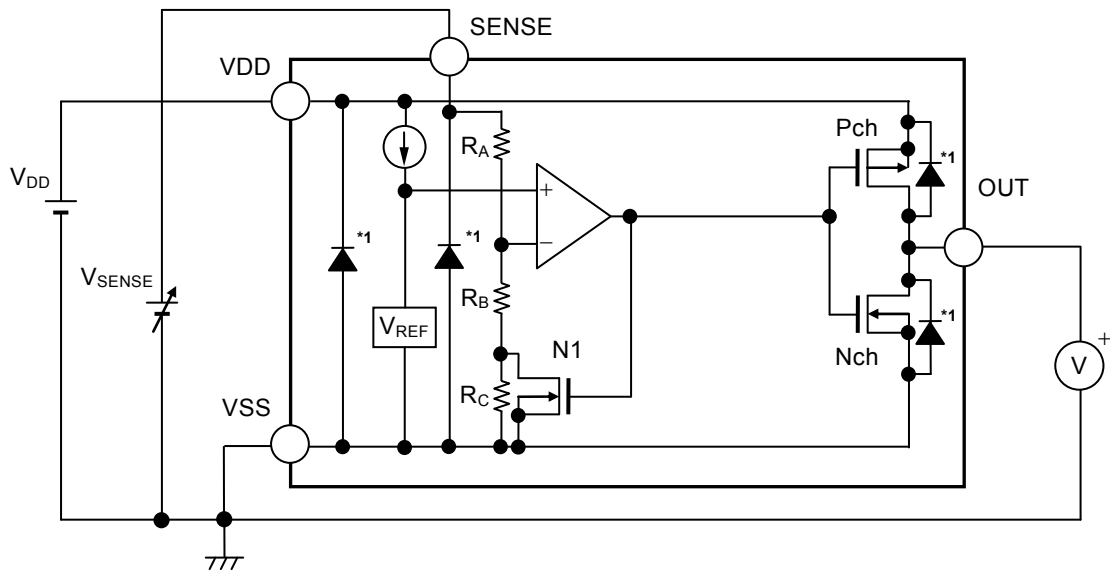 SENSE
VDD
Pch
*1
R_A
V_DD
OUT
+
*1
*1
−
V_SENSE
R_B
*1
V_REF
N1
Nch
+
V
R_C
VSS